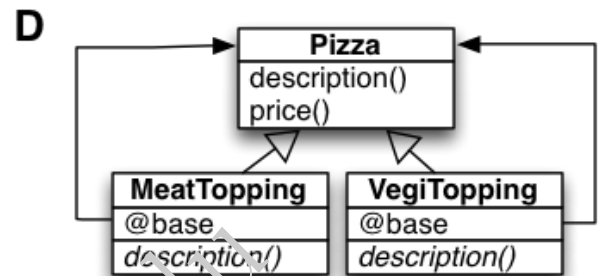 D
Pizza
description()
price()
MeatTopping
@base
description()
VegiTopping
@base
description()